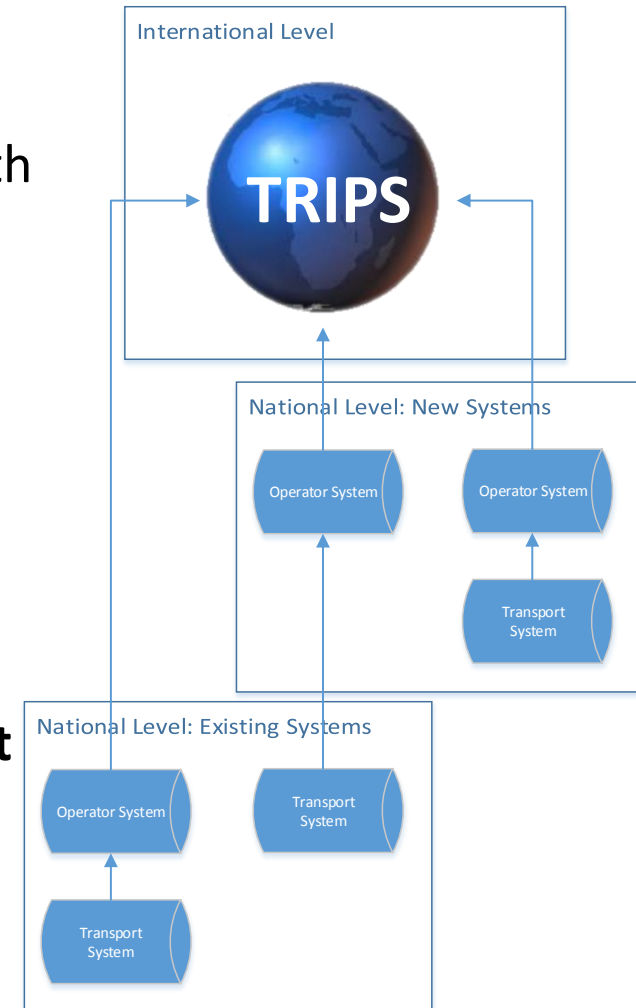 International Level
th
TRIPS
National Level: New Systems
Operator System
Operator System
Transport
System
t
National Level: Existing Systems
Operator System
Transport
System
Transport
System